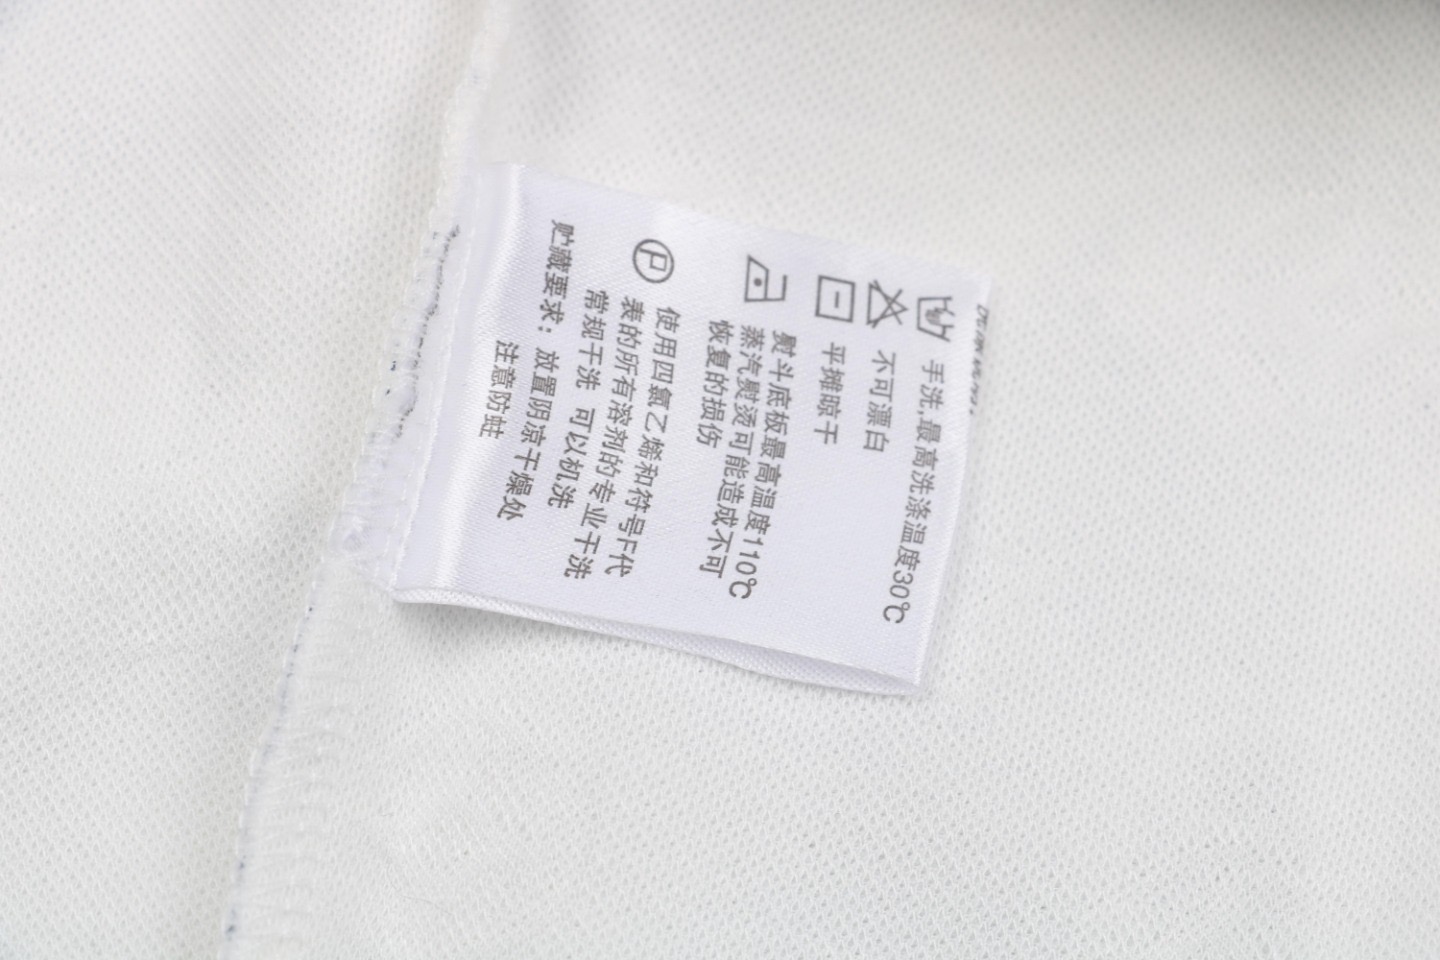 手洗,最高洗涤温度30℃
不可漂白
平摊晾干
熨斗底板最高温度110℃
蒸汽熨烫可能造成不可
恢复的损伤
P
使用四氯乙烯和符号F代
表的所有溶剂的专业干洗
常规干洗 可以机洗
贮藏要求：放置阴凉干燥处
注意防蛀